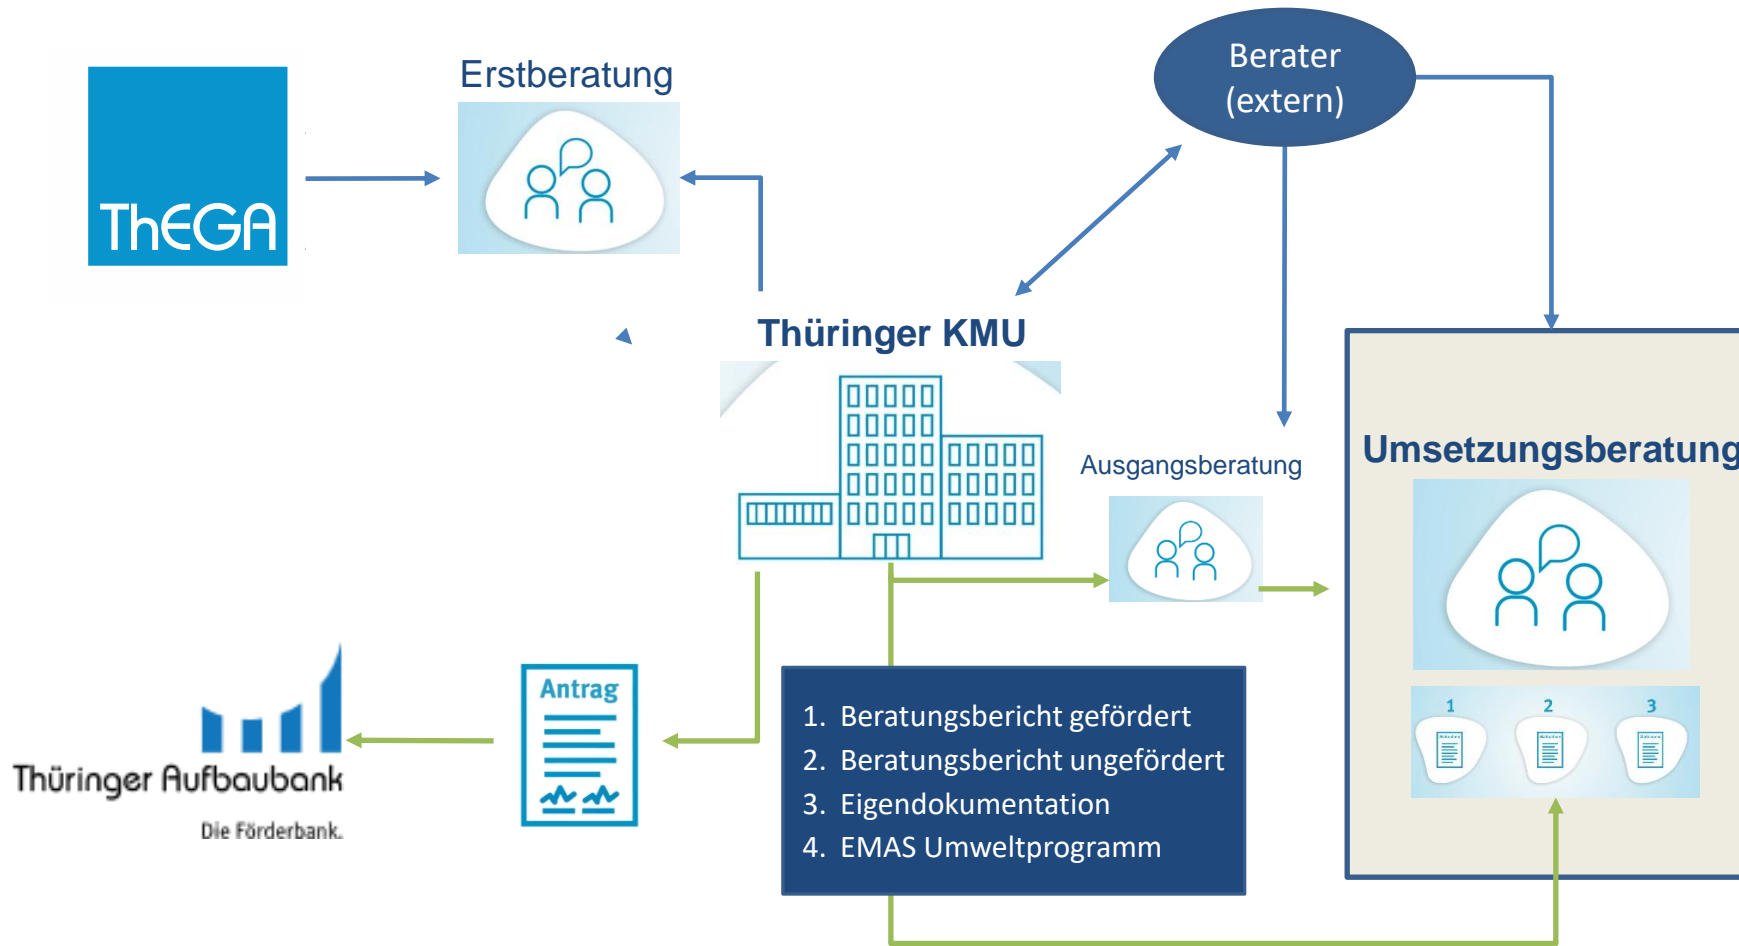 Erstberatung
Berater
(extern)
ThEGA
Thüringer KMU
Ausgangsberatung
Umsetzungsberatung
Antrag
Thüringer Aufbaubank
Die Förderbank.
1. Beratungsbericht gefördert
2. Beratungsbericht ungefördert
3. Eigendokumentation
4. EMAS Umweltprogramm
1 2 3